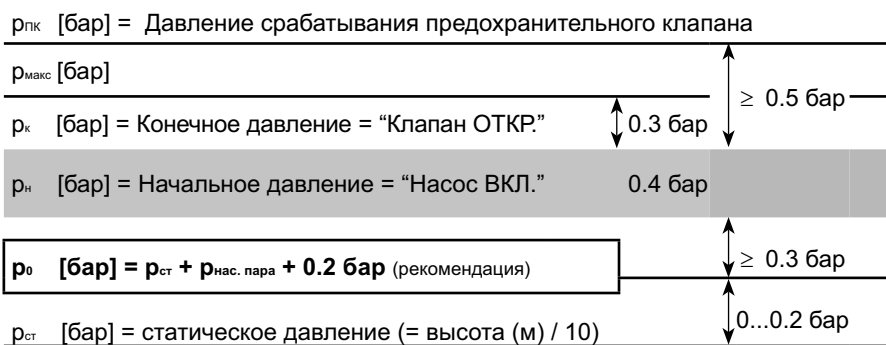 pпк [бар] = Давление срабатывания предохранительного клапана
pмакс [бар]
≥ 0.5 бар
pк [бар] = Конечное давление = “Клапан ОТКР.” 0.3 бар
pн [бар] = Начальное давление = “Насос ВКЛ.” 0.4 бар
p0 [бар] = pст + pнас. пара + 0.2 бар (рекомендация) ≥ 0.3 бар
pст [бар] = статическое давление (= высота (м) / 10) 0...0.2 бар